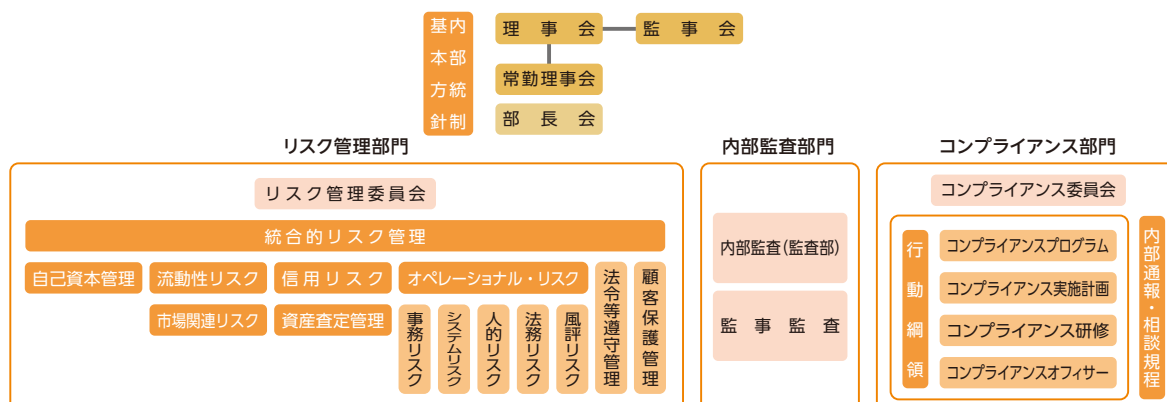 内部統制
基本方針
理事会
監事会
常勤理事会
部長会
リスク管理部門
リスク管理委員会
統合的リスク管理
自己資本管理
流動性リスク
信用リスク
オペレーショナル・リスク
市場関連リスク
資産査定管理
事務リスク
システムリスク
人的リスク
法務リスク
風評リスク
法令等遵守管理
顧客保護管理
内部監査部門
内部監査(監査部)
監事監査
コンプライアンス部門
コンプライアンス委員会
行動綱領
コンプライアンスプログラム
コンプライアンス実施計画
コンプライアンス研修
コンプライアンスオフィサー
内部通報・相談規程